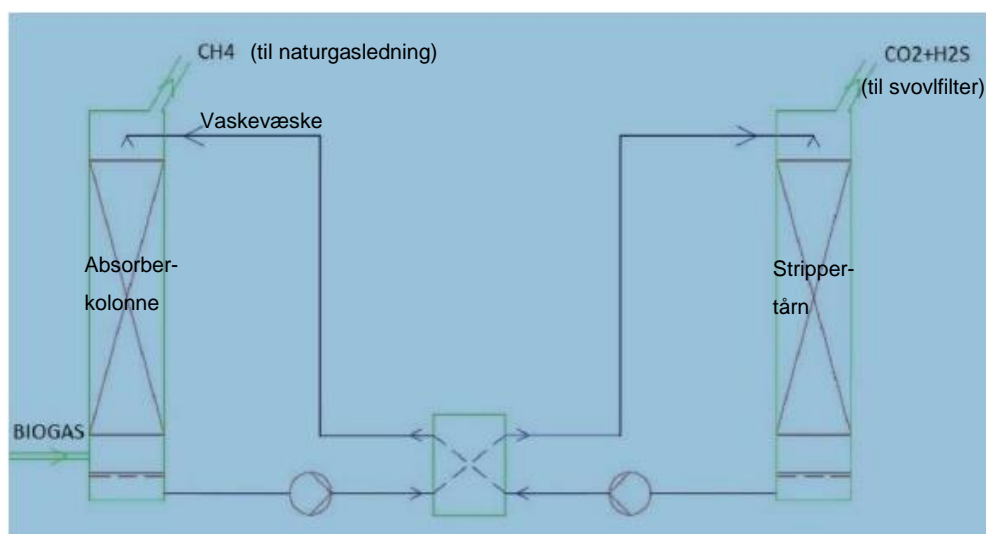 CH4 (til naturgasledning)
CO2+H2S
(til svovlfilter)
Vaskevæske
Absorber-
kolonne
Stripper-
tårn
BIOGAS